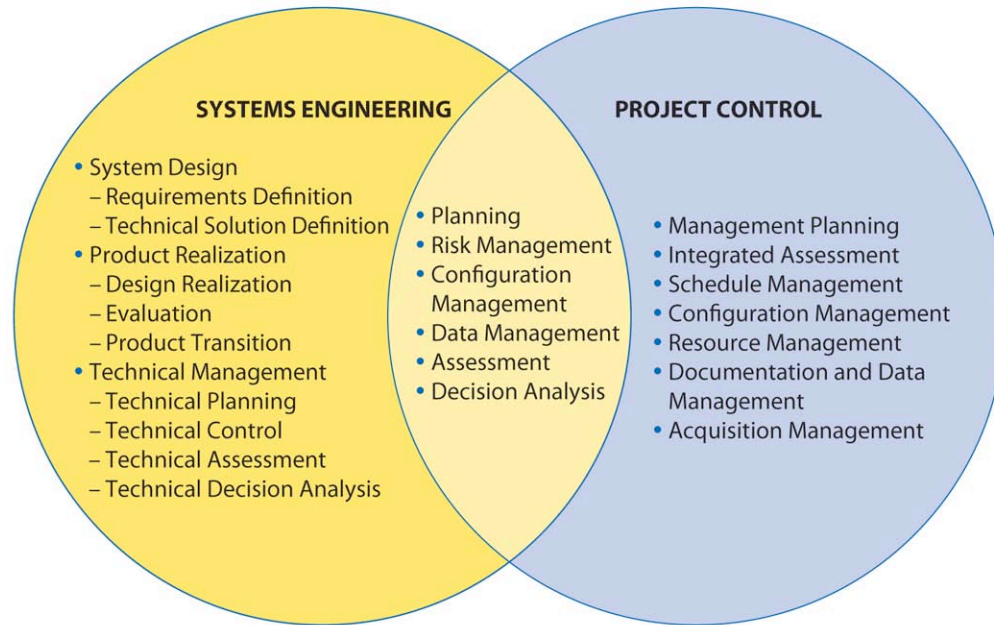 SYSTEMS ENGINEERING
• System Design
– Requirements Definition
– Technical Solution Definition
• Product Realization
– Design Realization
– Evaluation
– Product Transition
• Technical Management
– Technical Planning
– Technical Control
– Technical Assessment
– Technical Decision Analysis
• Planning
• Risk Management
• Configuration
Management
• Data Management
• Assessment
• Decision Analysis
PROJECT CONTROL
• Management Planning
• Integrated Assessment
• Schedule Management
• Configuration Management
• Resource Management
• Documentation and Data
Management
• Acquisition Management